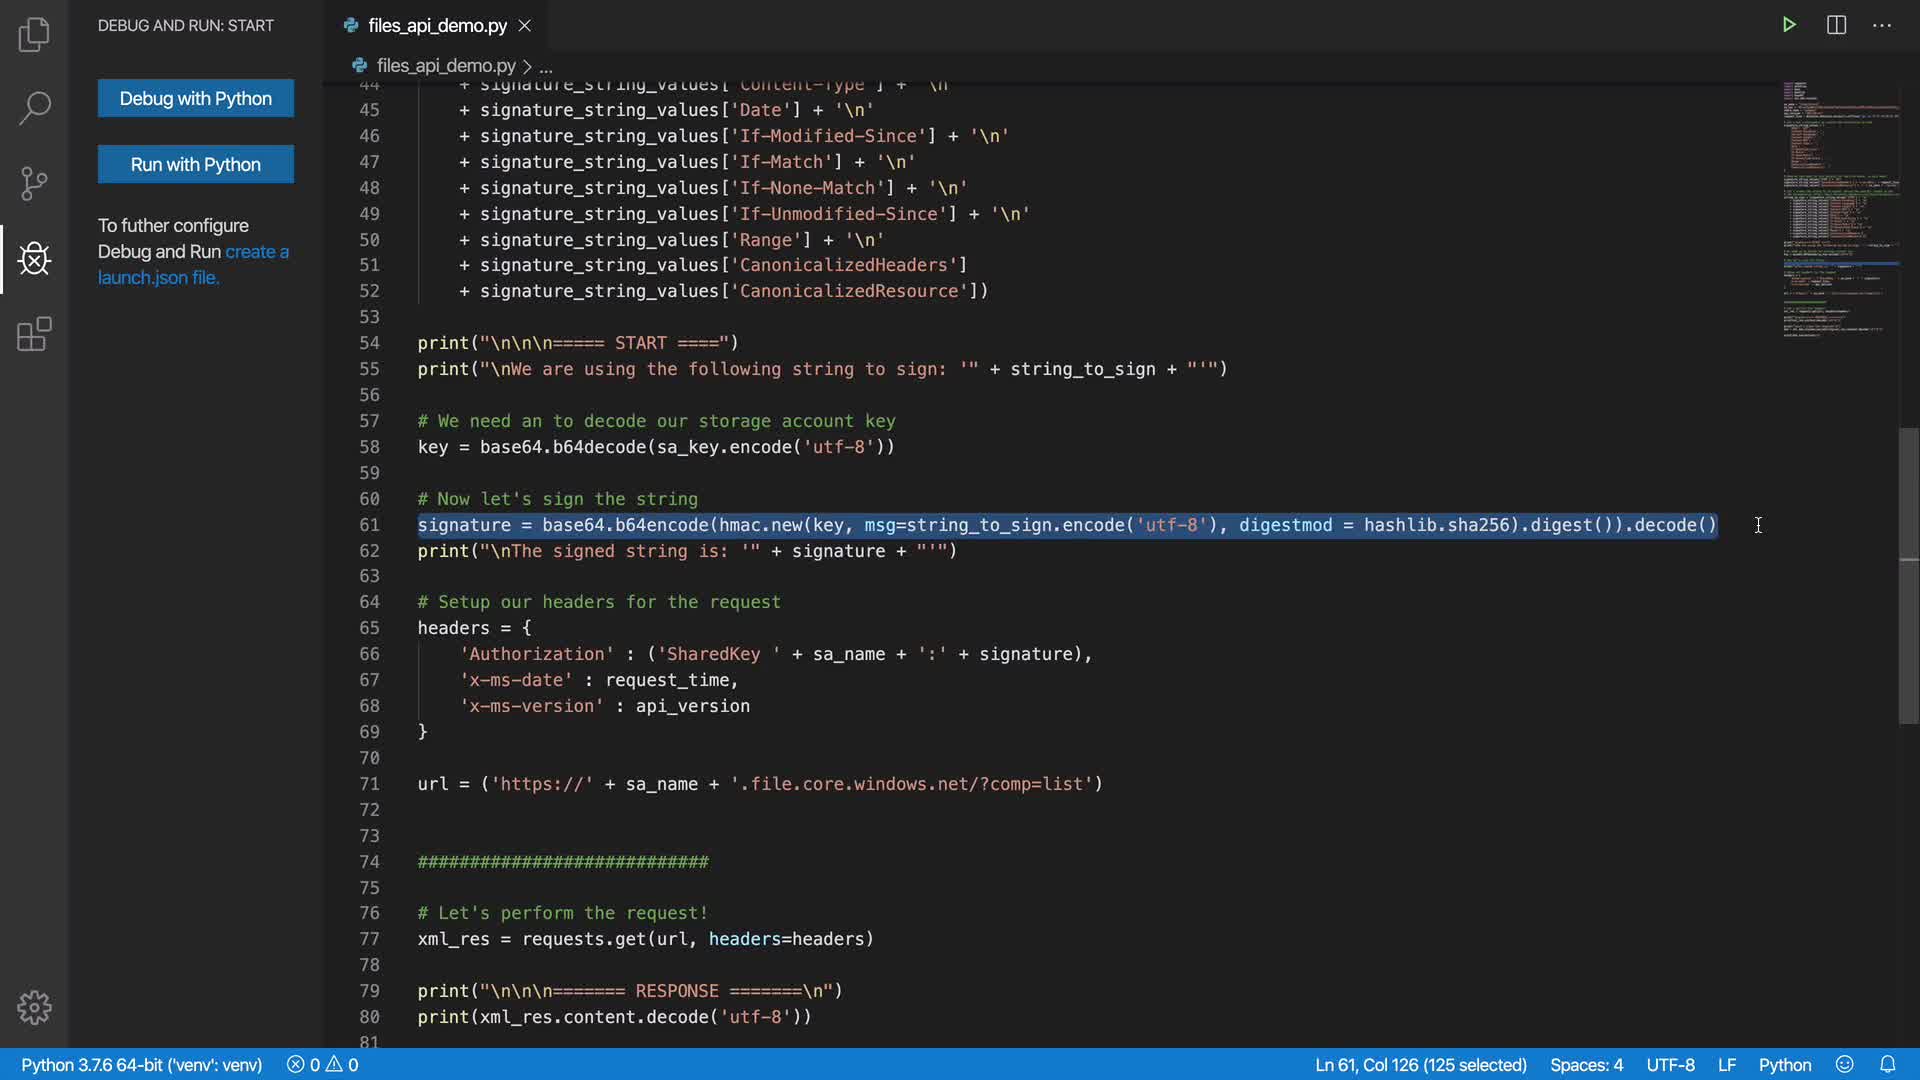 DEBUG AND RUN: START
Debug with Python
Run with Python
To futher configure
Debug and Run create a
launch.json file.
files_api_demo.py
files_api_demo.py > ...
44 + signature_string_values['Content-Type'] + '\n'
45 + signature_string_values['Date'] + '\n'
46 + signature_string_values['If-Modified-Since'] + '\n'
47 + signature_string_values['If-Match'] + '\n'
48 + signature_string_values['If-None-Match'] + '\n'
49 + signature_string_values['If-Unmodified-Since'] + '\n'
50 + signature_string_values['Range'] + '\n'
51 + signature_string_values['CanonicalizedHeaders']
52 + signature_string_values['CanonicalizedResource'])
53
54 print("\n\n\n===== START ====")
55 print("\nWe are using the following string to sign: '" + string_to_sign + "'")
56
57 # We need an to decode our storage account key
58 key = base64.b64decode(sa_key.encode('utf-8'))
59
60 # Now let's sign the string
61 signature = base64.b64encode(hmac.new(key, msg=string_to_sign.encode('utf-8'), digestmod = hashlib.sha256).digest()).decode()
62 print("\nThe signed string is: '" + signature + "'")
63
64 # Setup our headers for the request
65 headers = {
66 'Authorization' : ('SharedKey ' + sa_name + ':' + signature),
67 'x-ms-date' : request_time,
68 'x-ms-version' : api_version
69 }
70
71 url = ('https://' + sa_name + '.file.core.windows.net/?comp=list')
72
73
74 ############################
75
76 # Let's perform the request!
77 xml_res = requests.get(url, headers=headers)
78
79 print("\n\n\n======= RESPONSE =======\n")
80 print(xml_res.content.decode('utf-8'))
81
Python 3.7.6 64-bit ('venv': venv) 0 0 Ln 61, Col 126 (125 selected) Spaces: 4 UTF-8 LF Python